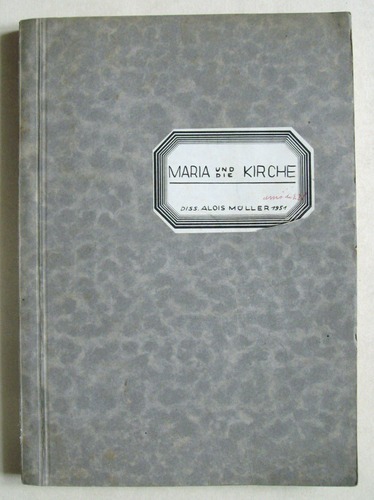 MARIA UND DIE KIRCHE
DISS. ALOIS MÜLLER 1951